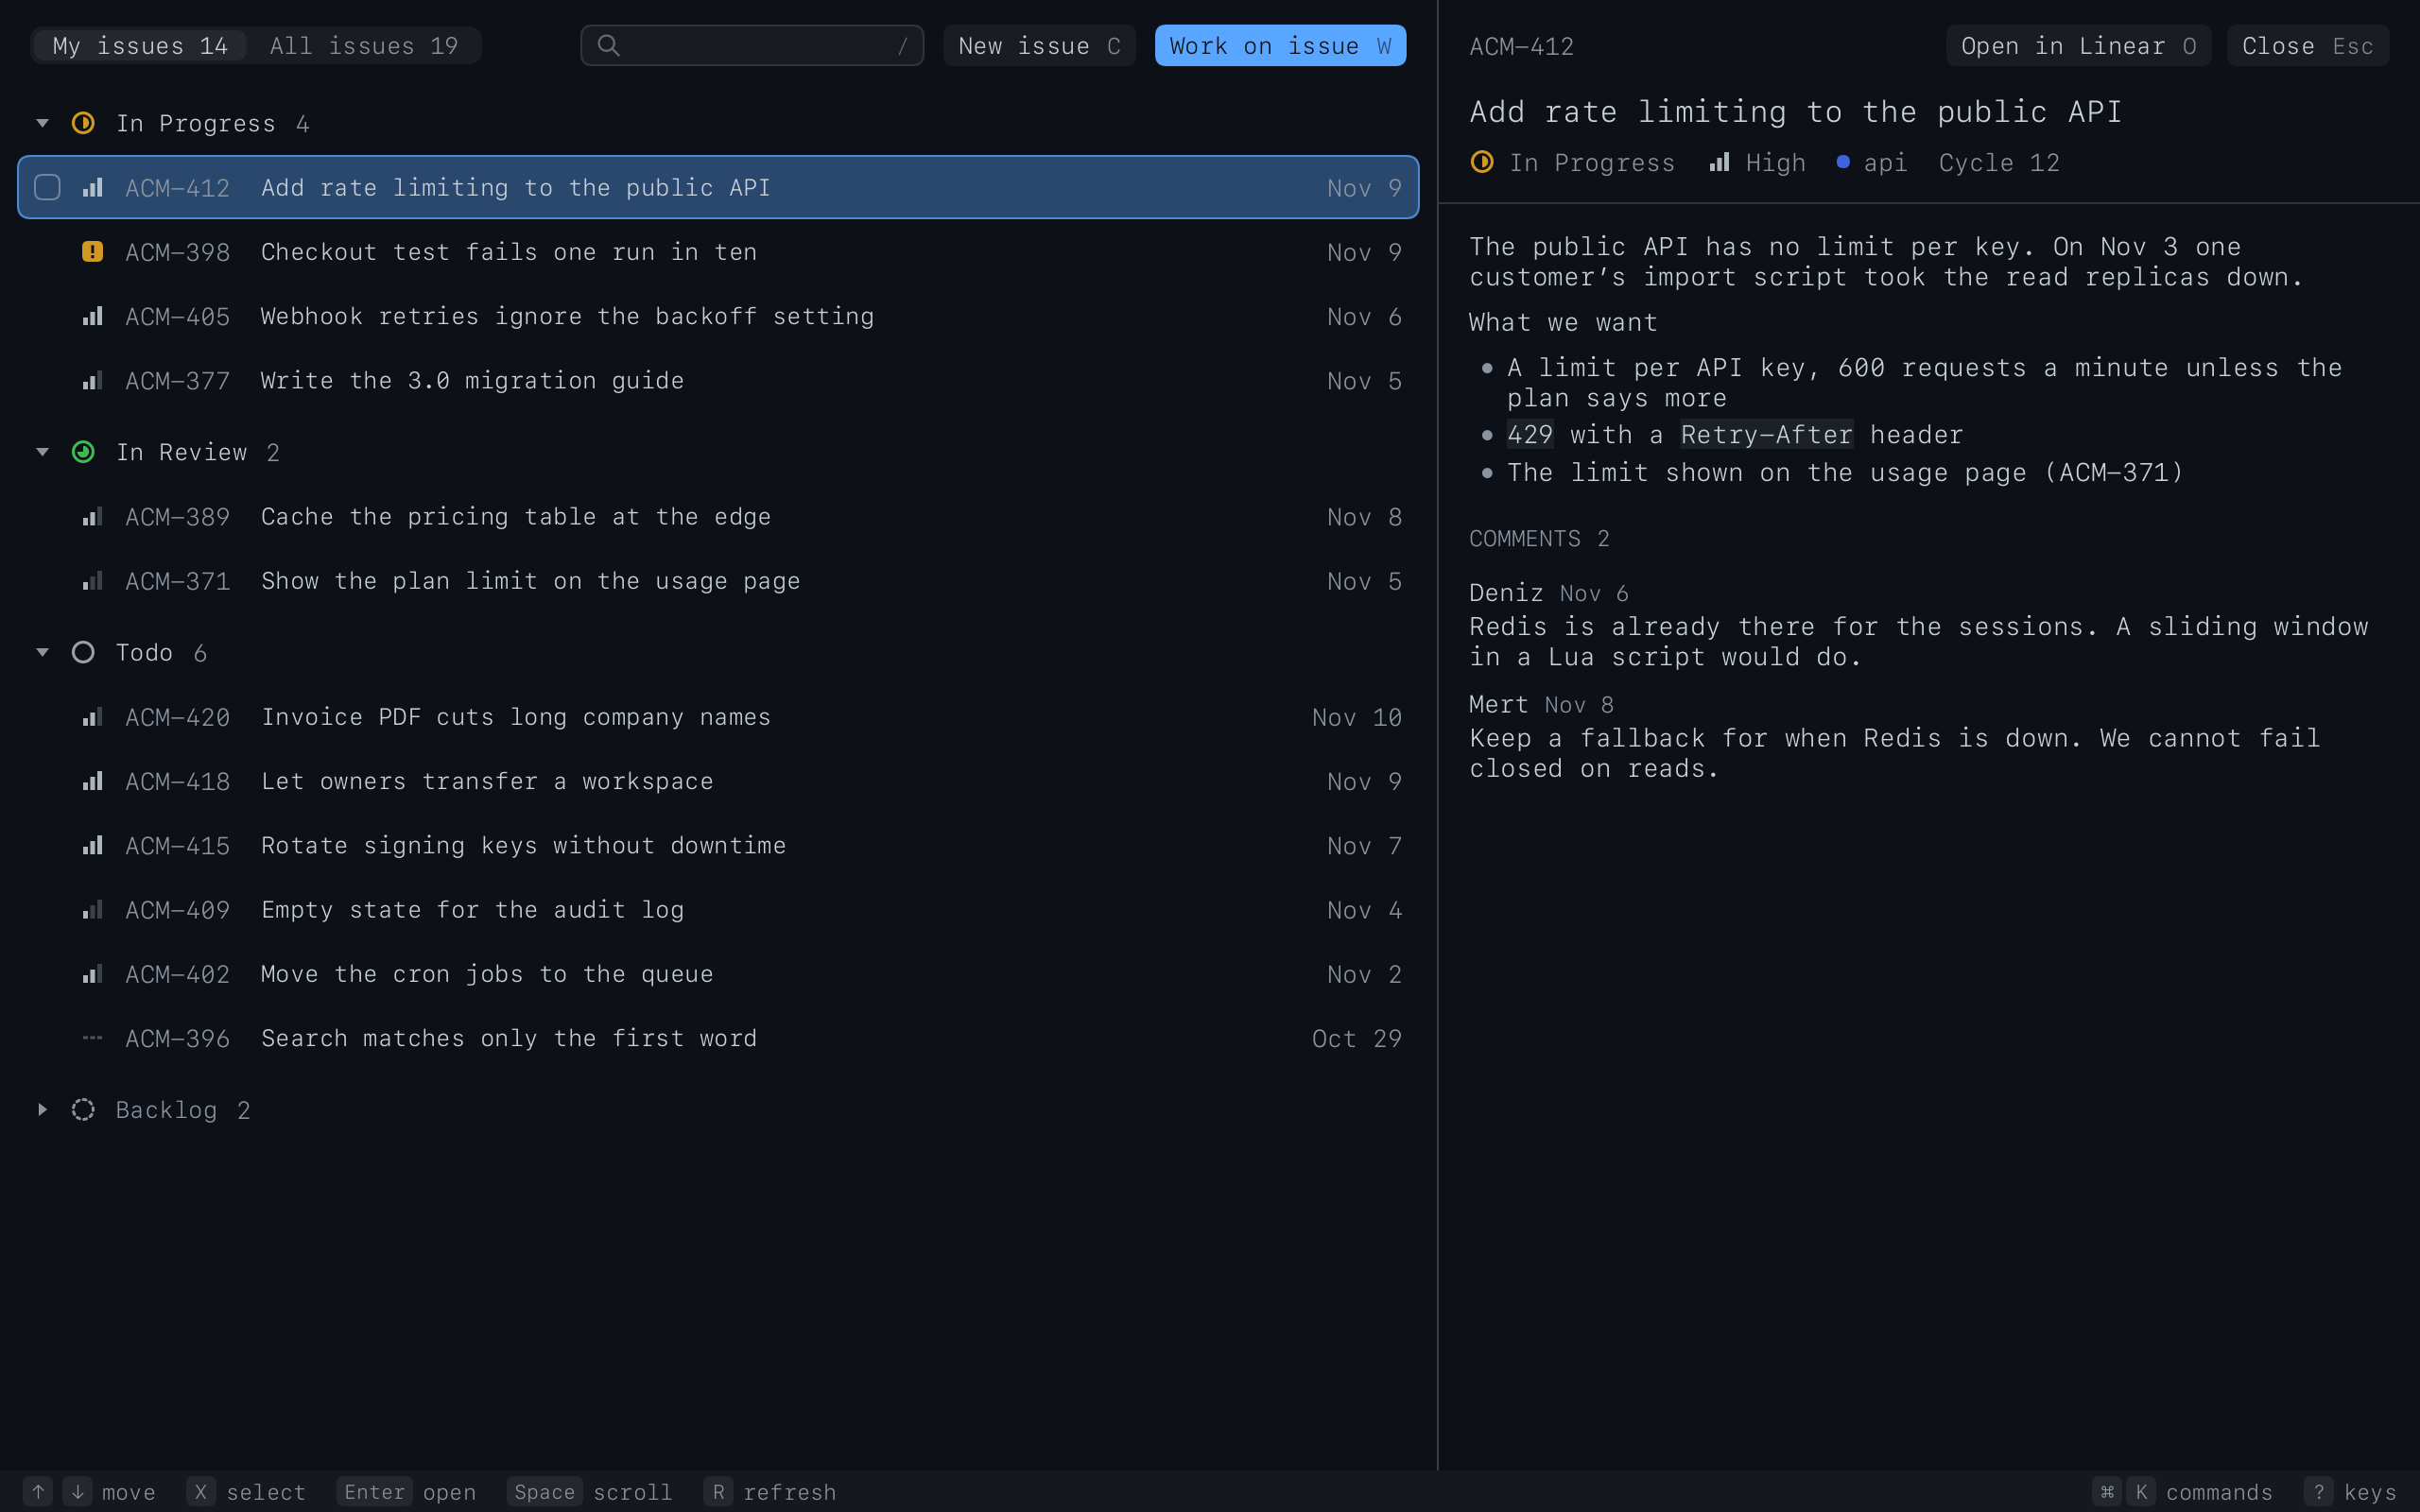 My issues 14 All issues 19 / New issue C Work on issue W
In Progress 4
ACM-412 Add rate limiting to the public API Nov 9
ACM-398 Checkout test fails one run in ten Nov 9
ACM-405 Webhook retries ignore the backoff setting Nov 6
ACM-377 Write the 3.0 migration guide Nov 5
In Review 2
ACM-389 Cache the pricing table at the edge Nov 8
ACM-371 Show the plan limit on the usage page Nov 5
Todo 6
ACM-420 Invoice PDF cuts long company names Nov 10
ACM-418 Let owners transfer a workspace Nov 9
ACM-415 Rotate signing keys without downtime Nov 7
ACM-409 Empty state for the audit log Nov 4
ACM-402 Move the cron jobs to the queue Nov 2
ACM-396 Search matches only the first word Oct 29
Backlog 2
ACM-412 Open in Linear O Close Esc
Add rate limiting to the public API
In Progress High api Cycle 12
The public API has no limit per key. On Nov 3 one
customer’s import script took the read replicas down.
What we want
• A limit per API key, 600 requests a minute unless the
plan says more
• 429 with a Retry-After header
• The limit shown on the usage page (ACM-371)
COMMENTS 2
Deniz Nov 6
Redis is already there for the sessions. A sliding window
in a Lua script would do.
Mert Nov 8
Keep a fallback for when Redis is down. We cannot fail
closed on reads.
↑ ↓ move X select Enter open Space scroll R refresh ⌘ K commands ? keys